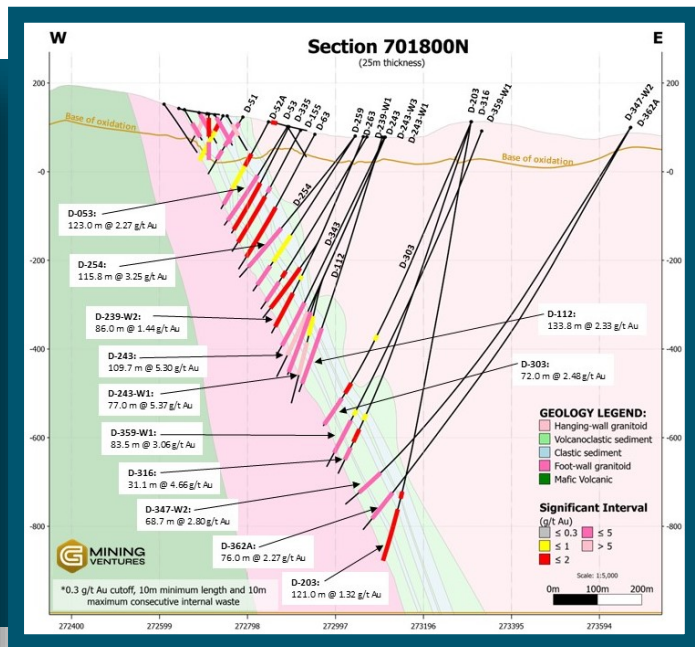 W
E
Section 701800N
(25m thickness)
200
-0
-200
-400
-600
-800
200
-0
-200
-400
-600
-800
Base of oxidation
Base of oxidation
D-51
D-52A
D-53
D-335
D-155
D-63
D-259
D-263
D-239-W1
D-243
D-243-W3
D-243-W1
D-203
D-316
D-359-W1
D-347-W2
D-362A
D-254
D-343
D-112
D-303
D-053:
123.0 m @ 2.27 g/t Au
D-254:
115.8 m @ 3.25 g/t Au
D-239-W2:
86.0 m @ 1.44 g/t Au
D-243:
109.7 m @ 5.30 g/t Au
D-243-W1:
77.0 m @ 5.37 g/t Au
D-359-W1:
83.5 m @ 3.06 g/t Au
D-316:
31.1 m @ 4.66 g/t Au
D-347-W2:
68.7 m @ 2.80 g/t Au
D-362A:
76.0 m @ 2.27 g/t Au
D-203:
121.0 m @ 1.32 g/t Au
D-112:
133.8 m @ 2.33 g/t Au
D-303:
72.0 m @ 2.48 g/t Au
GEOLOGY LEGEND:
Hanging-wall granitoid
Volcanoclastic sediment
Clastic sediment
Foot-wall granitoid
Mafic Volcanic
Significant Interval
(g/t Au)
≤ 0.3
≤ 5
≤ 1
> 5
≤ 2
Scale: 1:5,000
0m 100m 200m
G MINING
VENTURES
*0.3 g/t Au cutoff, 10m minimum length and 10m
maximum consecutive internal waste
272400 272599 272798 272997 273196 273395 273594